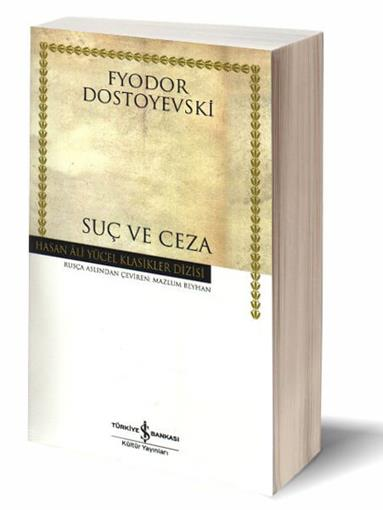 FYODOR
DOSTOYEVSKİ
SUÇ VE CEZA
HASAN ÂLİ YÜCEL KLASİKLER DİZİSİ
RUSÇA ASLINDAN ÇEVİREN: MAZLUM BEYHAN
TÜRKİYE İŞ BANKASI
Kültür Yayınları